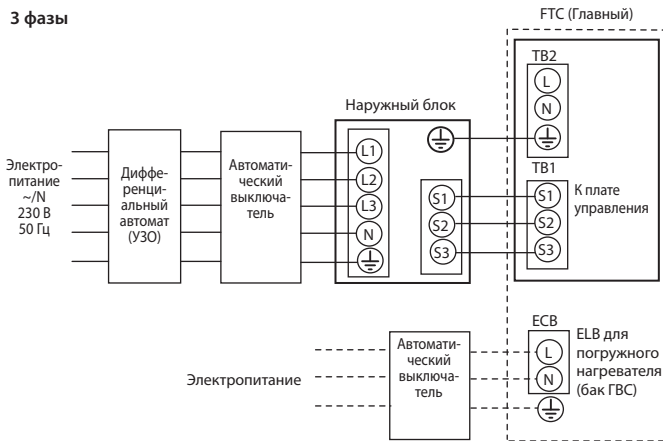 3 фазы
FTC (Главный)
TB2
L
N
Наружный блок
L1
L2
L3
N
S1
S2
S3
TB1
S1
S2
S3
К плате
управления
Электро-
питание
~/N
230 В
50 Гц
Диффе-
ренци-
альный
автомат
(УЗО)
Автомати-
ческий
выключа-
тель
Электропитание
Автомати-
ческий
выключа-
тель
ECB
L
N
ELB для
погружного
нагревателя
(бак ГВС)